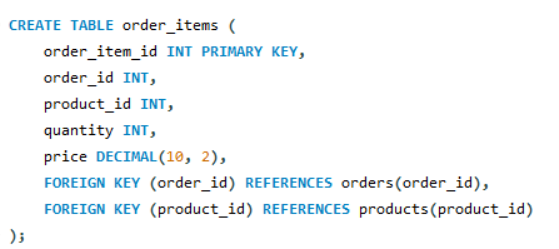 CREATE TABLE order_items (
    order_item_id INT PRIMARY KEY,
    order_id INT,
    product_id INT,
    quantity INT,
    price DECIMAL(10, 2),
    FOREIGN KEY (order_id) REFERENCES orders(order_id),
    FOREIGN KEY (product_id) REFERENCES products(product_id)
);